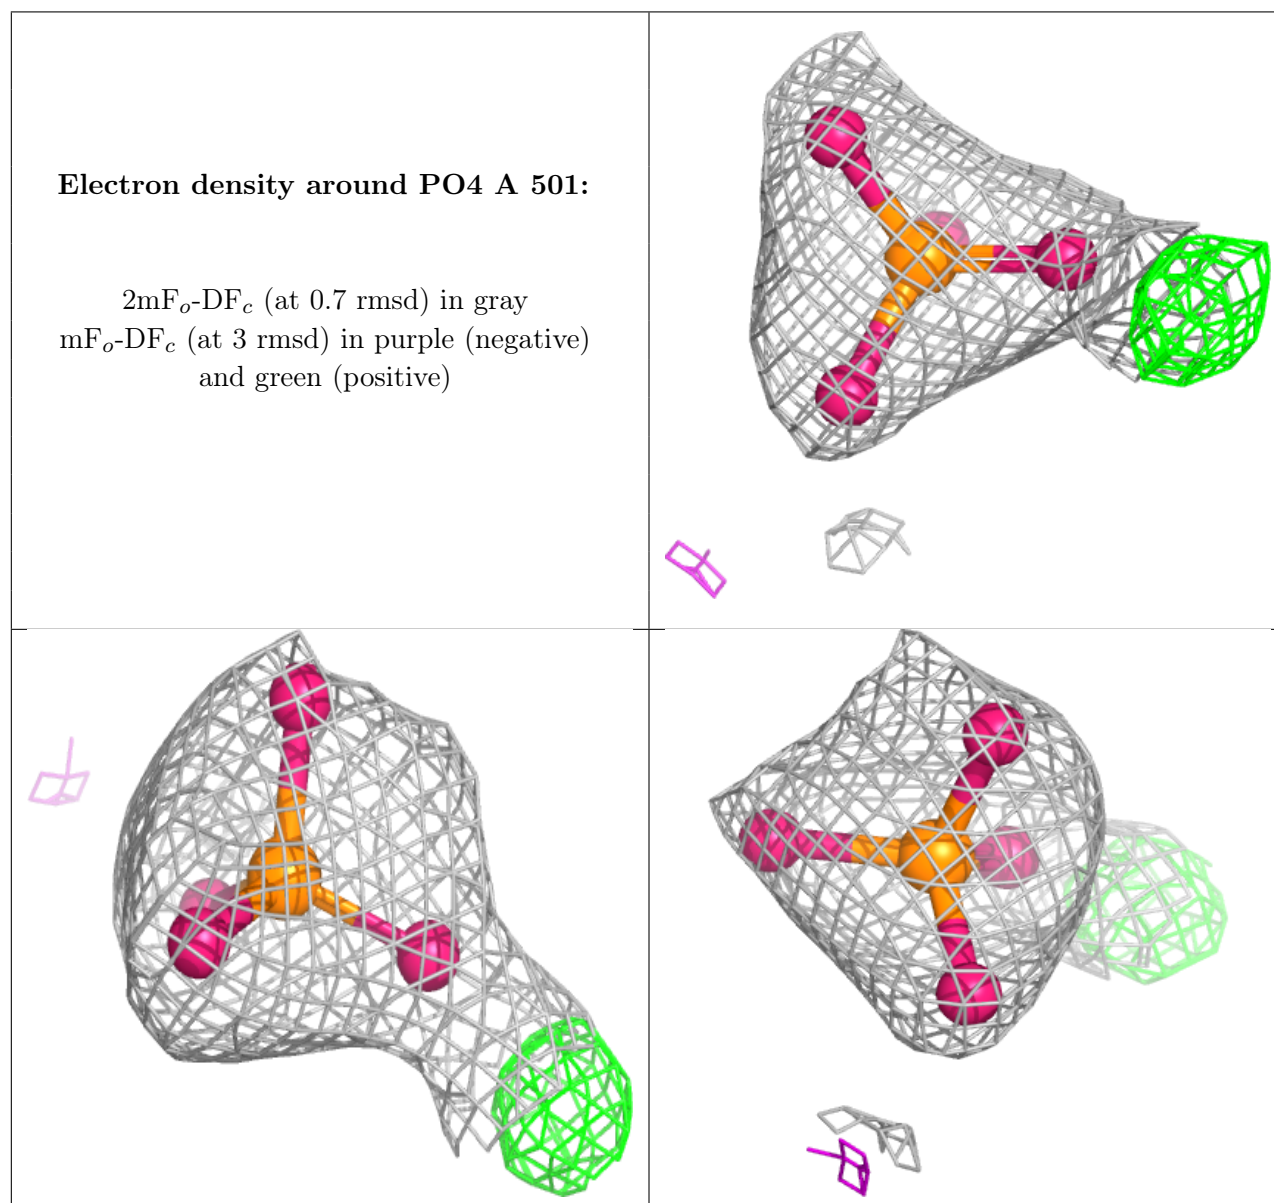 Electron density around PO4 A 501:
2mFo-DFc (at 0.7 rmsd) in gray
mFo-DFc (at 3 rmsd) in purple (negative)
and green (positive)